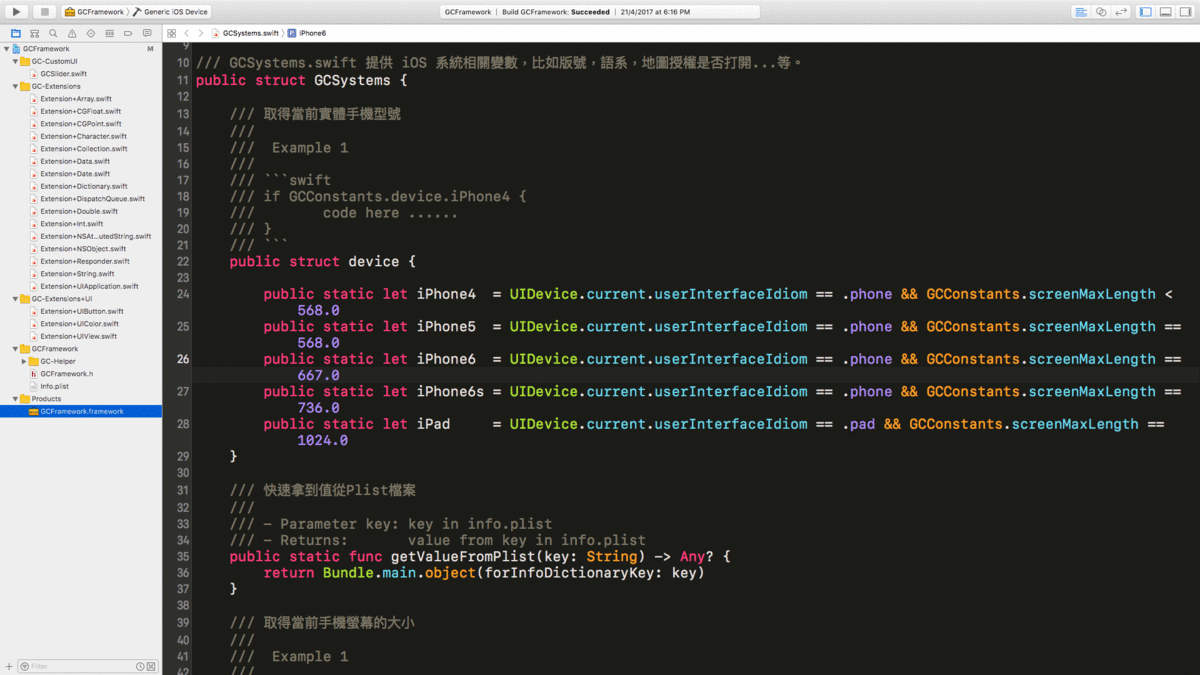 GCFramework
Generic iOS Device
GCFramework | Build GCFramework: Succeeded | 21/4/2017 at 6:16 PM
GCSystems.swift
iPhone6
GCFramework M
GC-CustomUI
GCSlider.swift
GC-Extensions
Extension+Array.swift
Extension+CGFloat.swift
Extension+CGPoint.swift
Extension+Character.swift
Extension+Collection.swift
Extension+Data.swift
Extension+Date.swift
Extension+Dictionary.swift
Extension+DispatchQueue.swift
Extension+Double.swift
Extension+Int.swift
Extension+NSAt...utedString.swift
Extension+NSObject.swift
Extension+Responder.swift
Extension+String.swift
Extension+UIApplication.swift
GC-Extensions+UI
Extension+UIButton.swift
Extension+UIColor.swift
Extension+UIView.swift
GCFramework
GC-Helper
GCFramework.h
Info.plist
Products
GCFramework.framework
Filter
9
10 /// GCSystems.swift 提供 iOS 系統相關變數，比如版號，語系，地圖授權是否打開...等。
11 public struct GCSystems {
12
13 /// 取得當前實體手機型號
14 ///
15 /// Example 1
16 ///
17 /// ```swift
18 /// if GCConstants.device.iPhone4 {
19 /// code here ......
20 /// }
21 /// ```
22 public struct device {
23
24 public static let iPhone4 = UIDevice.current.userInterfaceIdiom == .phone && GCConstants.screenMaxLength <
568.0
25 public static let iPhone5 = UIDevice.current.userInterfaceIdiom == .phone && GCConstants.screenMaxLength ==
568.0
26 public static let iPhone6 = UIDevice.current.userInterfaceIdiom == .phone && GCConstants.screenMaxLength ==
667.0
27 public static let iPhone6s = UIDevice.current.userInterfaceIdiom == .phone && GCConstants.screenMaxLength ==
736.0
28 public static let iPad = UIDevice.current.userInterfaceIdiom == .pad && GCConstants.screenMaxLength ==
1024.0
29 }
30
31 /// 快速拿到值從Plist檔案
32 ///
33 /// - Parameter key: key in info.plist
34 /// - Returns: value from key in info.plist
35 public static func getValueFromPlist(key: String) -> Any? {
36 return Bundle.main.object(forInfoDictionaryKey: key)
37 }
38
39 /// 取得當前手機螢幕的大小
40 ///
41 /// Example 1
42 ///